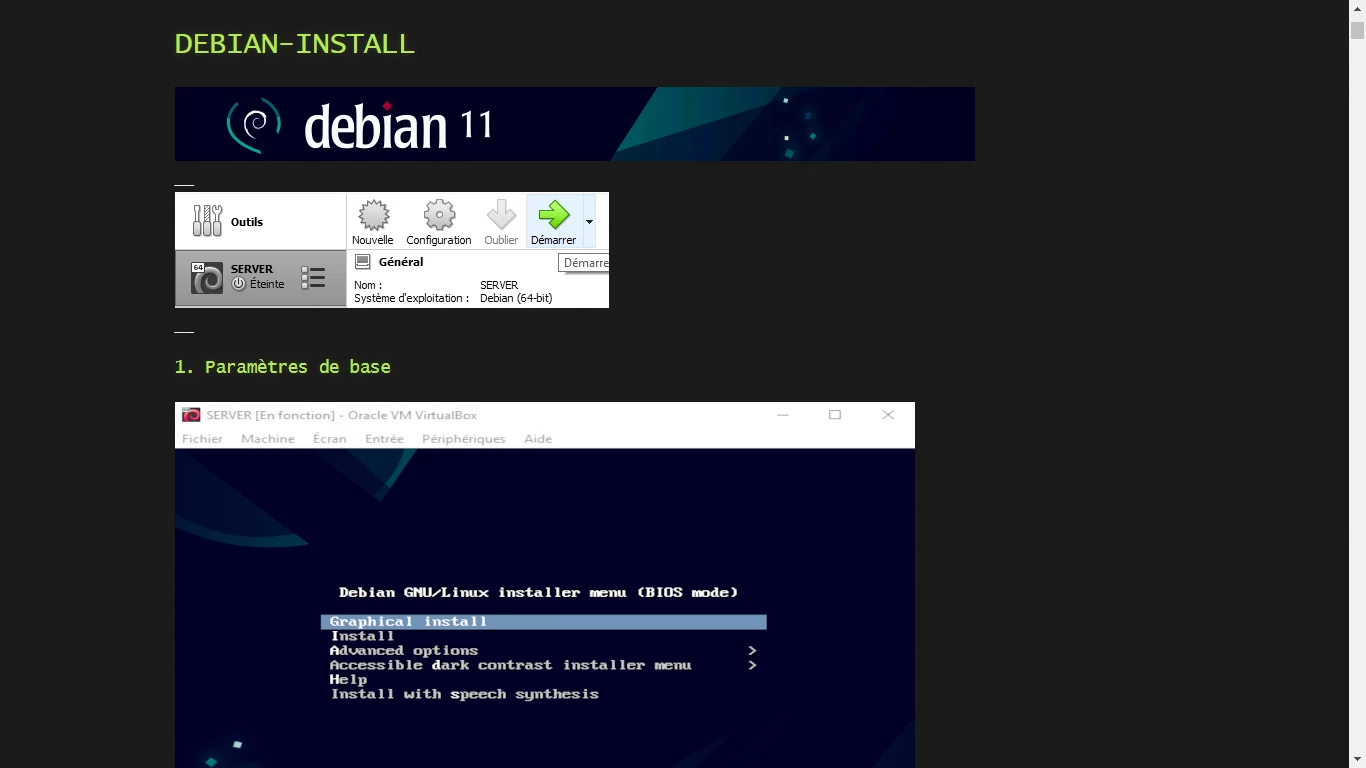 DEBIAN-INSTALL
debian 11
Outils
Nouvelle Configuration Oublier Démarrer
64
SERVER
Éteinte
Général
Démarre
Nom : SERVER
Système d'exploitation : Debian (64-bit)
1. Paramètres de base
SERVER [En fonction] - Oracle VM VirtualBox
Fichier Machine Écran Entrée Périphériques Aide
Debian GNU/Linux installer menu (BIOS mode)
Graphical install
Install
Advanced options >
Accessible dark contrast installer menu >
Help
Install with speech synthesis